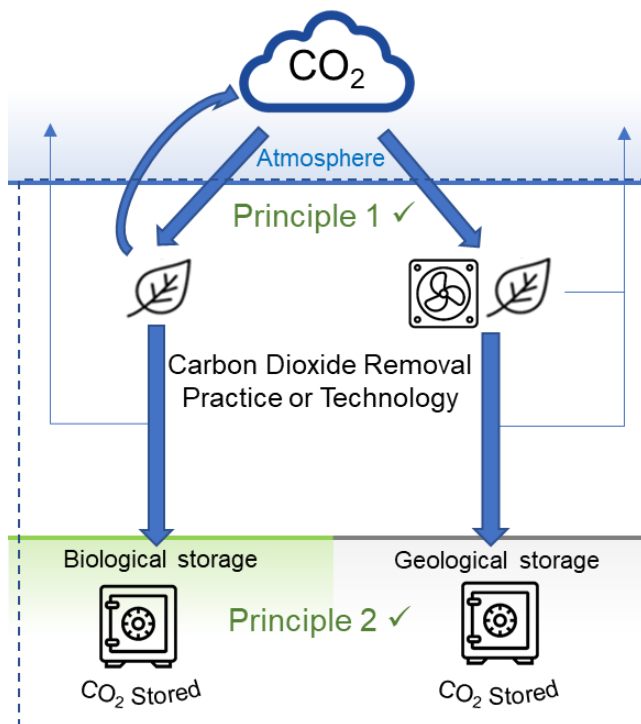 CO₂
Atmosphere
Principle 1 ✓
Carbon Dioxide Removal
Practice or Technology
Biological storage
Geological storage
Principle 2 ✓
CO₂ Stored
CO₂ Stored